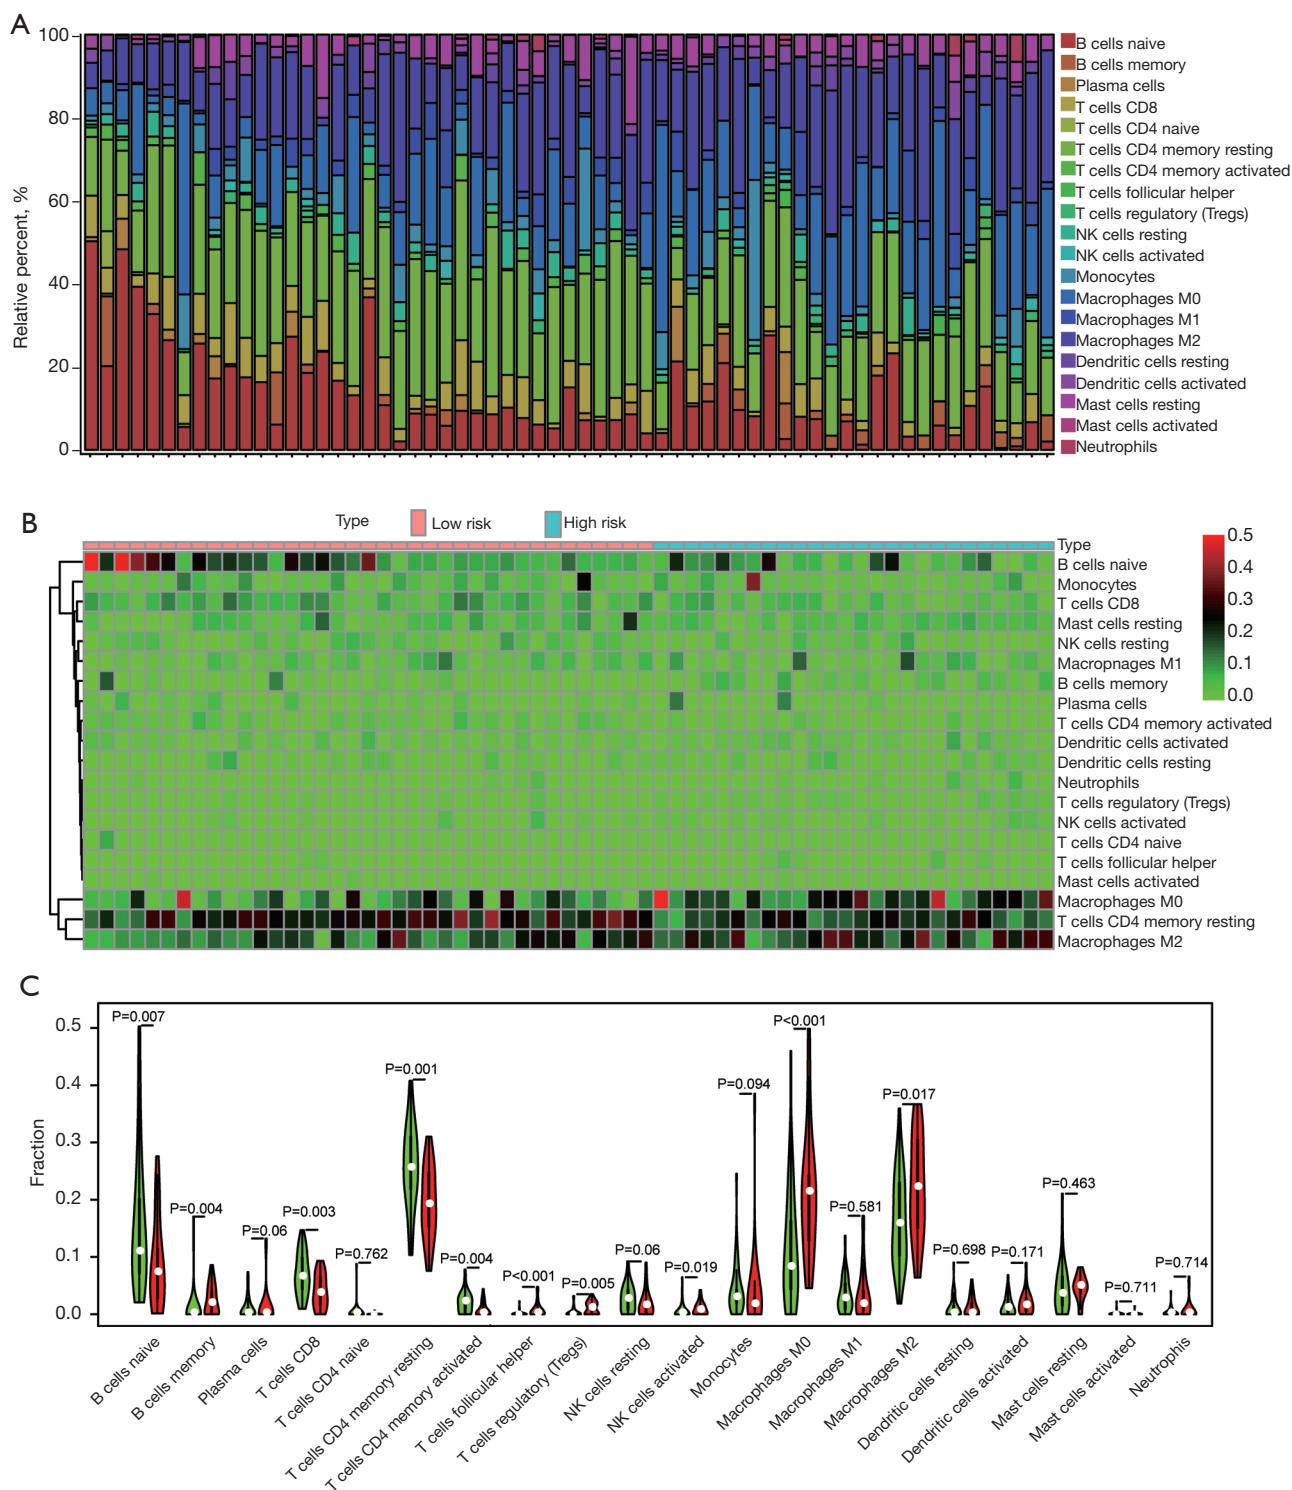 A
Relative percent, %
100
80
60
40
20
0
B cells naive
B cells memory
Plasma cells
T cells CD8
T cells CD4 naive
T cells CD4 memory resting
T cells CD4 memory activated
T cells follicular helper
T cells regulatory (Tregs)
NK cells resting
NK cells activated
Monocytes
Macrophages M0
Macrophages M1
Macrophages M2
Dendritic cells resting
Dendritic cells activated
Mast cells resting
Mast cells activated
Neutrophils
B
Type
Low risk
High risk
Type
B cells naive
Monocytes
T cells CD8
Mast cells resting
NK cells resting
Macropnages M1
B cells memory
Plasma cells
T cells CD4 memory activated
Dendritic cells activated
Dendritic cells resting
Neutrophils
T cells regulatory (Tregs)
NK cells activated
T cells CD4 naive
T cells follicular helper
Mast cells activated
Macrophages M0
T cells CD4 memory resting
Macrophages M2
0.5
0.4
0.3
0.2
0.1
0.0
C
Fraction
0.5
0.4
0.3
0.2
0.1
0.0
P=0.007
P=0.004
P=0.06
P=0.003
P=0.762
P=0.001
P=0.004
P<0.001
P=0.005
P=0.06
P=0.019
P=0.094
P<0.001
P=0.581
P=0.017
P=0.698
P=0.171
P=0.463
P=0.711
P=0.714
B cells naive
B cells memory
Plasma cells
T cells CD8
T cells CD4 naive
T cells CD4 memory resting
T cells CD4 memory activated
T cells follicular helper
T cells regulatory (Tregs)
NK cells resting
NK cells activated
Monocytes
Macrophages M0
Macrophages M1
Macrophages M2
Dendritic cells resting
Dendritic cells activated
Mast cells resting
Mast cells activated
Neutrophis